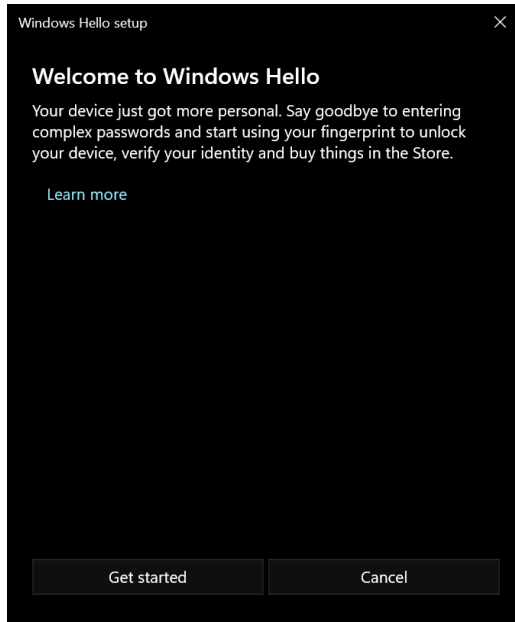 Windows Hello setup
Welcome to Windows Hello
Your device just got more personal. Say goodbye to entering
complex passwords and start using your fingerprint to unlock
your device, verify your identity and buy things in the Store.
Learn more
Get started
Cancel